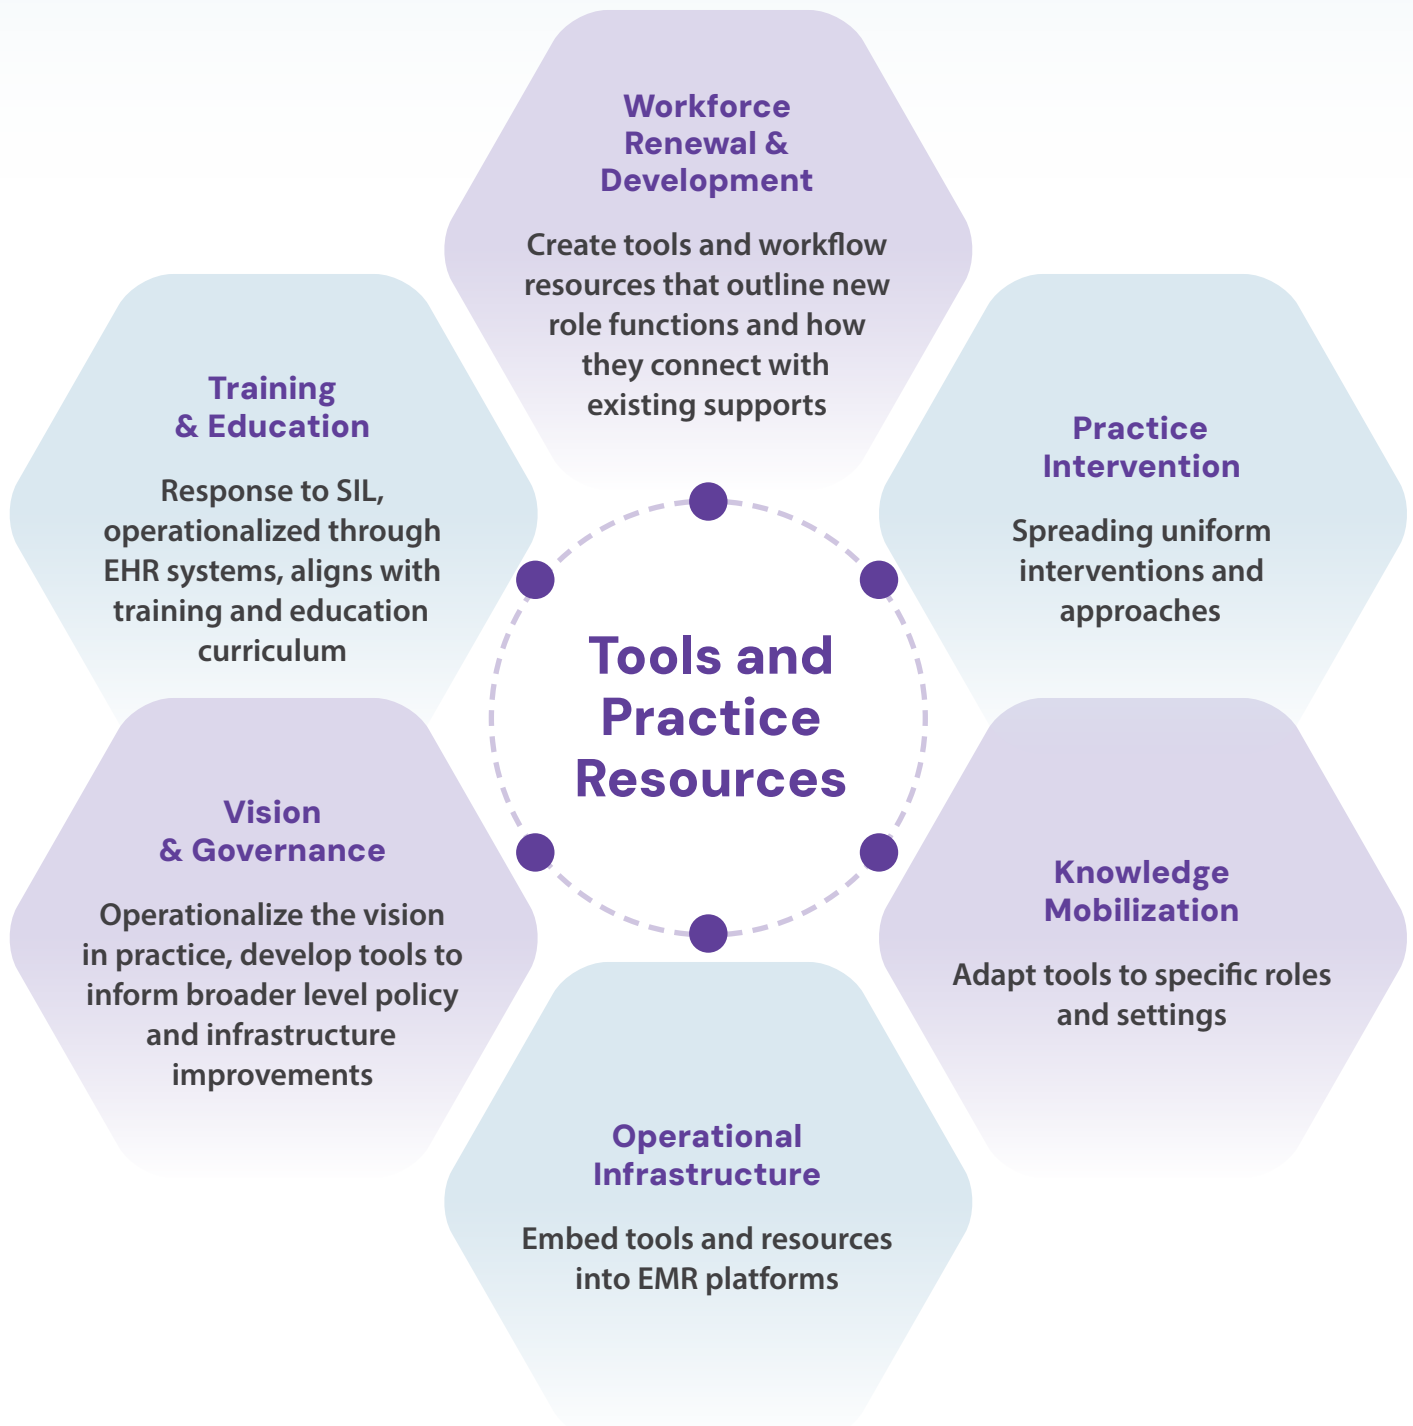 Workforce
Renewal &
Development
Create tools and workflow
resources that outline new
role functions and how
they connect with
existing supports
Training
& Education
Response to SIL,
operationalized through
EHR systems, aligns with
training and education
curriculum
Practice
Intervention
Spreading uniform
interventions and
approaches
Tools and
Practice
Resources
Vision
& Governance
Operationalize the vision
in practice, develop tools to
inform broader level policy
and infrastructure
improvements
Knowledge
Mobilization
Adapt tools to specific roles
and settings
Operational
Infrastructure
Embed tools and resources
into EMR platforms